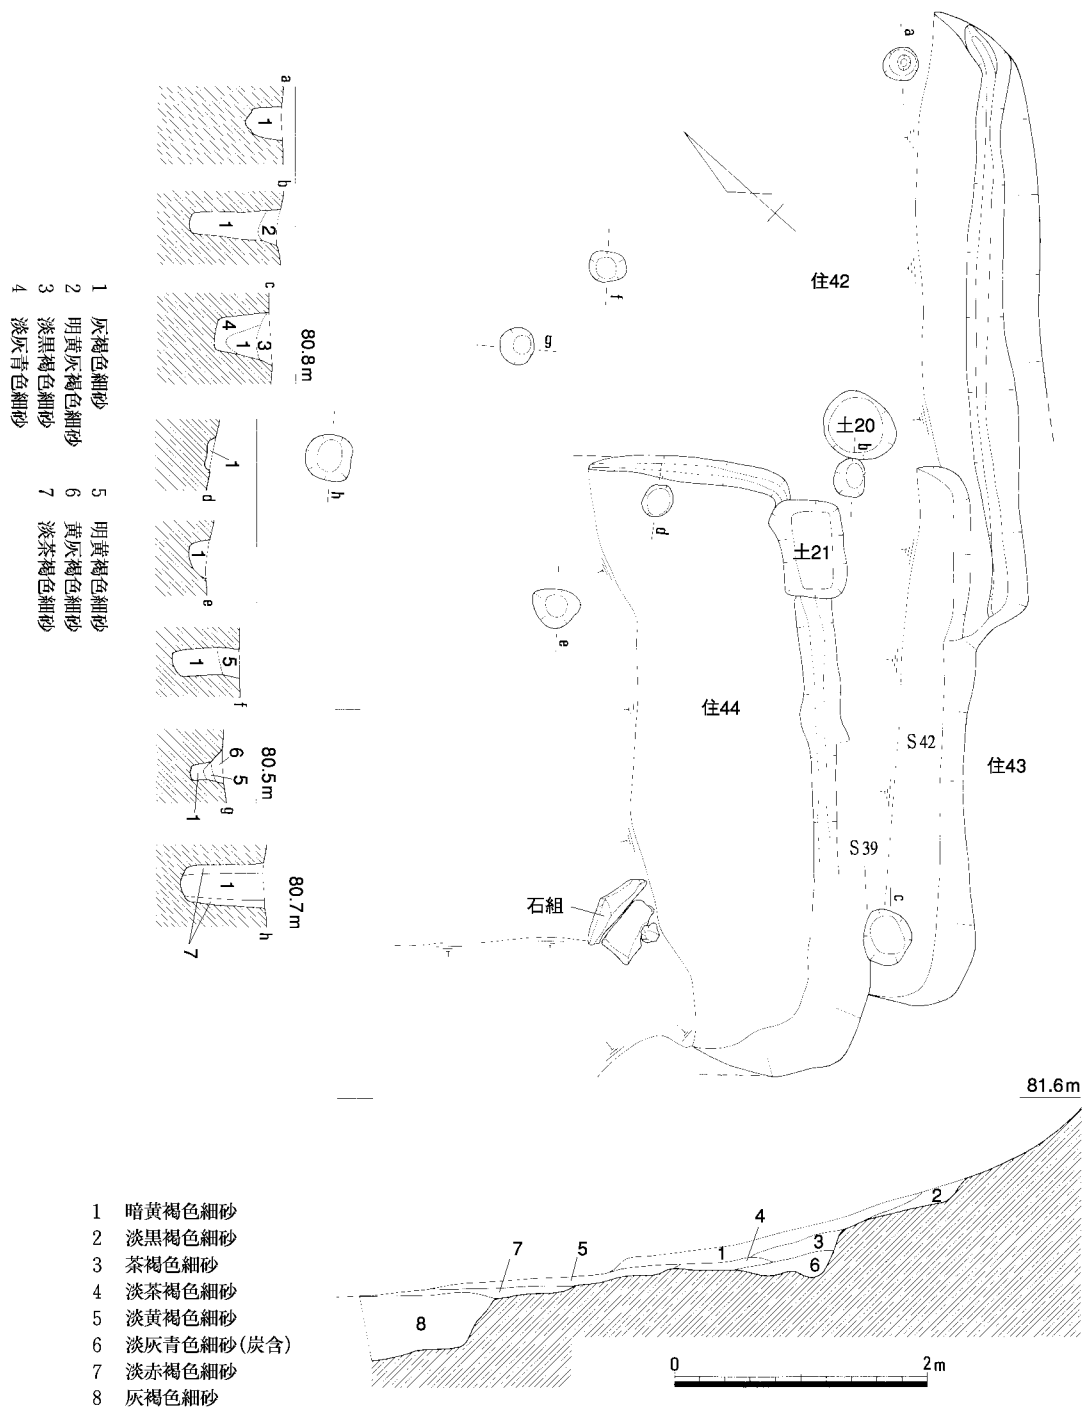 a
1
b
1
2
c
4
1
3
80.8m
1
d
1
e
1
5
f
6
5
1
g
80.5m
1
7
h
80.7m
1 灰褐色細砂
2 明黄灰褐色細砂
3 淡黒褐色細砂
4 淡灰青色細砂
5 明黄褐色細砂
6 黄灰褐色細砂
7 淡茶褐色細砂
a
住42
f
g
h
土20
b
d
土21
e
住44
S42
住43
S39
c
石組
81.6m
2
4
3
1
6
7
5
8
1 暗黄褐色細砂
2 淡黒褐色細砂
3 茶褐色細砂
4 淡茶褐色細砂
5 淡黄褐色細砂
6 淡灰青色細砂(炭含)
7 淡赤褐色細砂
8 灰褐色細砂
0 2m